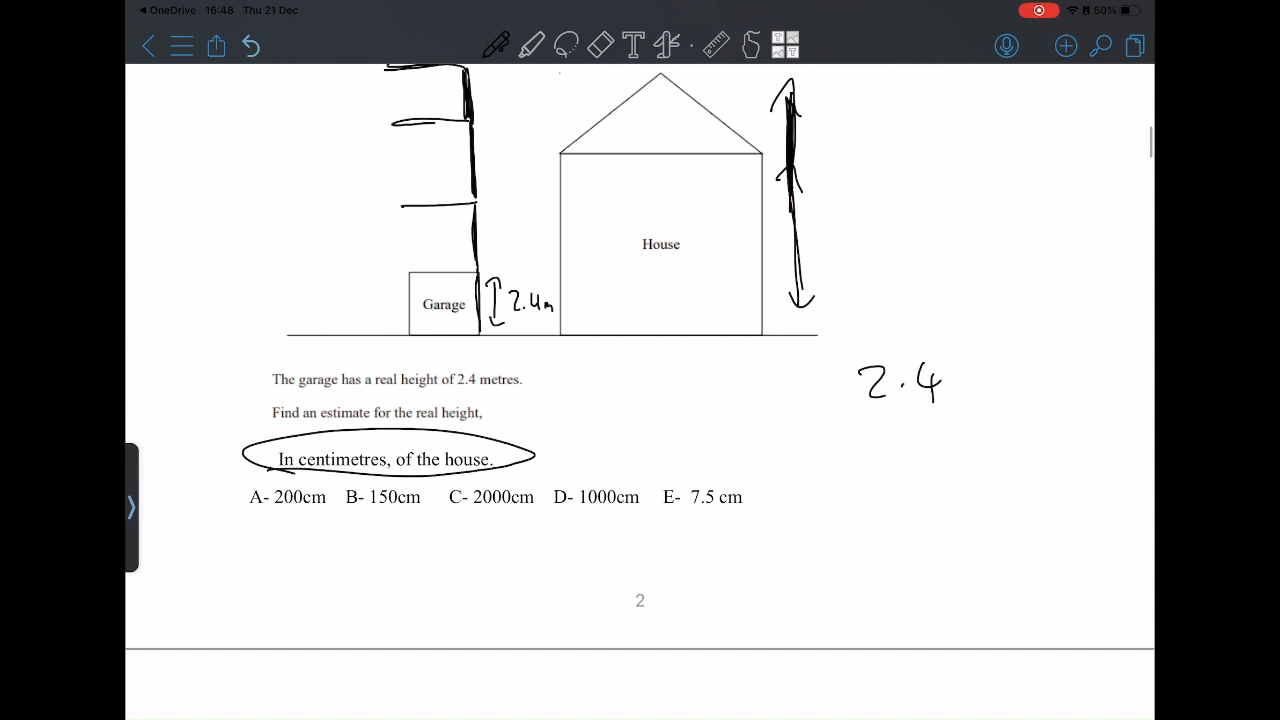 OneDrive 16:48 Thu 21 Dec 50%
House
Garage 2.4m
2.4
The garage has a real height of 2.4 metres.
Find an estimate for the real height,
In centimetres, of the house.
A- 200cm B- 150cm C- 2000cm D- 1000cm E- 7.5 cm
2